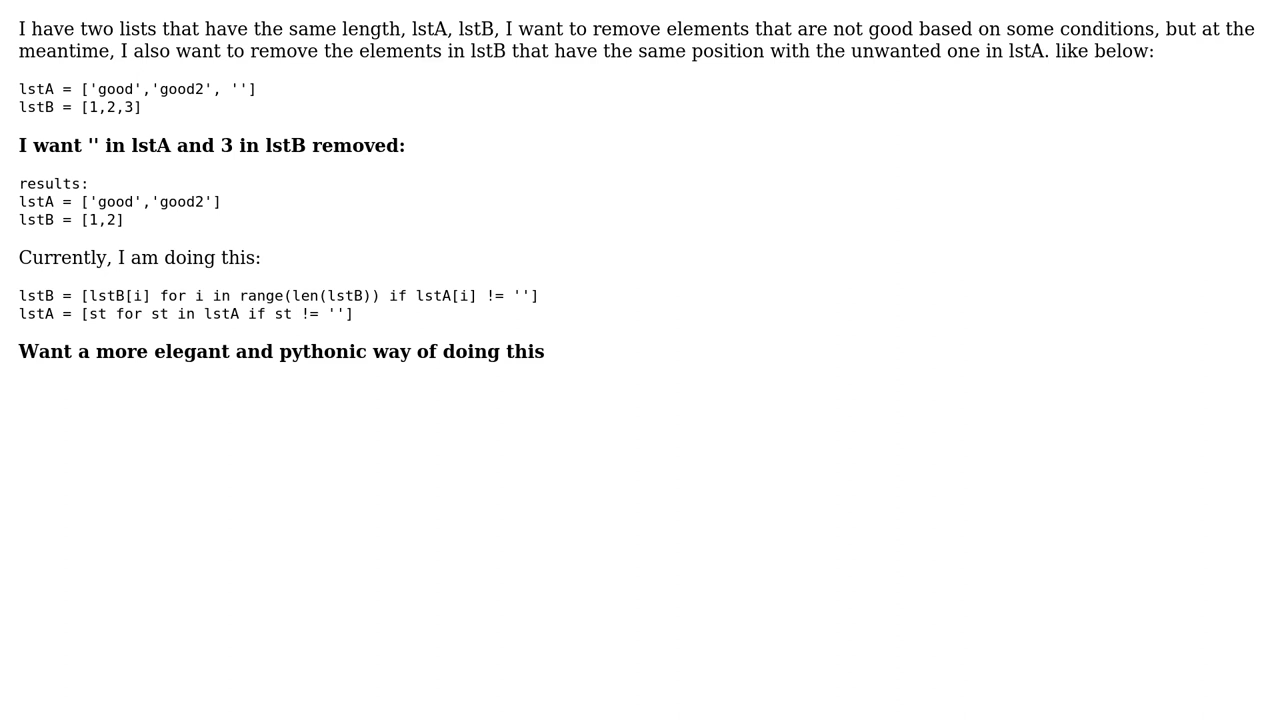 I have two lists that have the same length, lstA, lstB, I want to remove elements that are not good based on some conditions, but at the
meantime, I also want to remove the elements in lstB that have the same position with the unwanted one in lstA. like below:
lstA = ['good','good2', '']
lstB = [1,2,3]
I want '' in lstA and 3 in lstB removed:
results:
lstA = ['good','good2']
lstB = [1,2]
Currently, I am doing this:
lstB = [lstB[i] for i in range(len(lstB)) if lstA[i] != '']
lstA = [st for st in lstA if st != '']
Want a more elegant and pythonic way of doing this